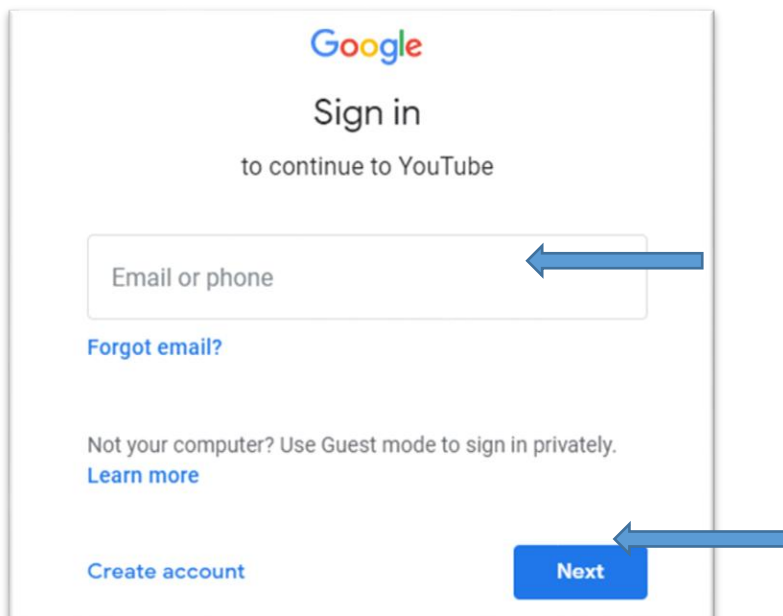 Google
Sign in
to continue to YouTube
Email or phone
Forgot email?
Not your computer? Use Guest mode to sign in privately.
Learn more
Create account
Next